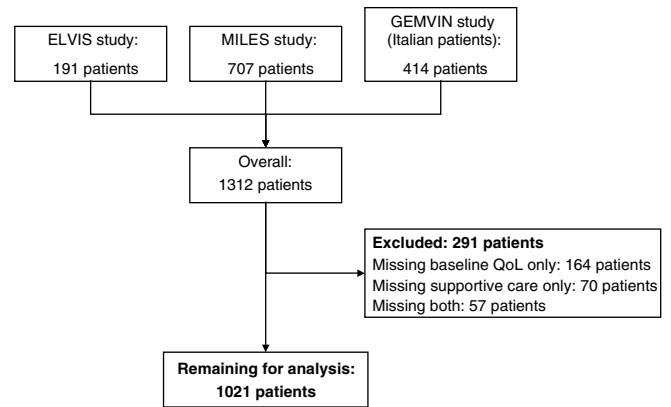 ELVIS study:
191 patients
MILES study:
707 patients
GEMVIN study
(Italian patients):
414 patients
Overall:
1312 patients
Excluded: 291 patients
Missing baseline QoL only: 164 patients
Missing supportive care only: 70 patients
Missing both: 57 patients
Remaining for analysis:
1021 patients